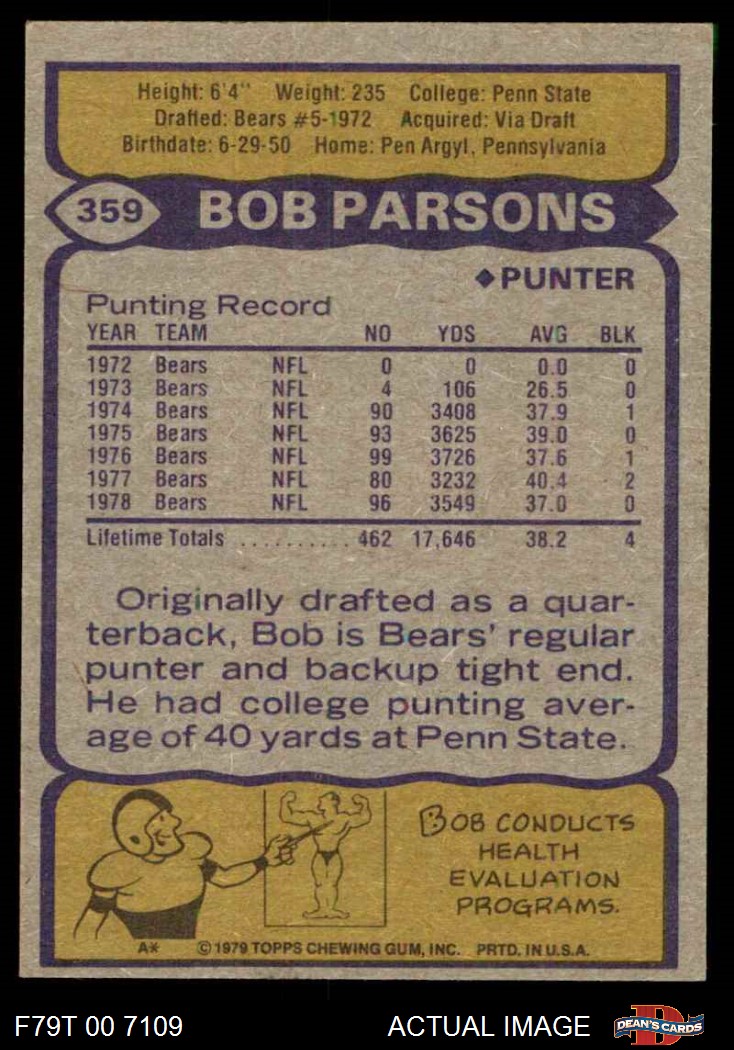 Height: 6'4" Weight: 235 College: Penn State
Drafted: Bears #5-1972 Acquired: Via Draft
Birthdate: 6-29-50 Home: Pen Argyl, Pennsylvania
359 BOB PARSONS
◆PUNTER
Punting Record
YEAR TEAM NO YDS AVG BLK
1972 Bears NFL 0 0 0.0 0
1973 Bears NFL 4 106 26.5 0
1974 Bears NFL 90 3408 37.9 1
1975 Bears NFL 93 3625 39.0 0
1976 Bears NFL 99 3726 37.6 1
1977 Bears NFL 80 3232 40.4 2
1978 Bears NFL 96 3549 37.0 0
Lifetime Totals .......... 462 17,646 38.2 4
Originally drafted as a quar-
terback, Bob is Bears' regular
punter and backup tight end.
He had college punting aver-
age of 40 yards at Penn State.
BOB CONDUCTS
HEALTH
EVALUATION
PROGRAMS.
A* ©1979 TOPPS CHEWING GUM, INC. PRTD. IN U.S.A.
F79T 00 7109 ACTUAL IMAGE DEAN'S CARDS